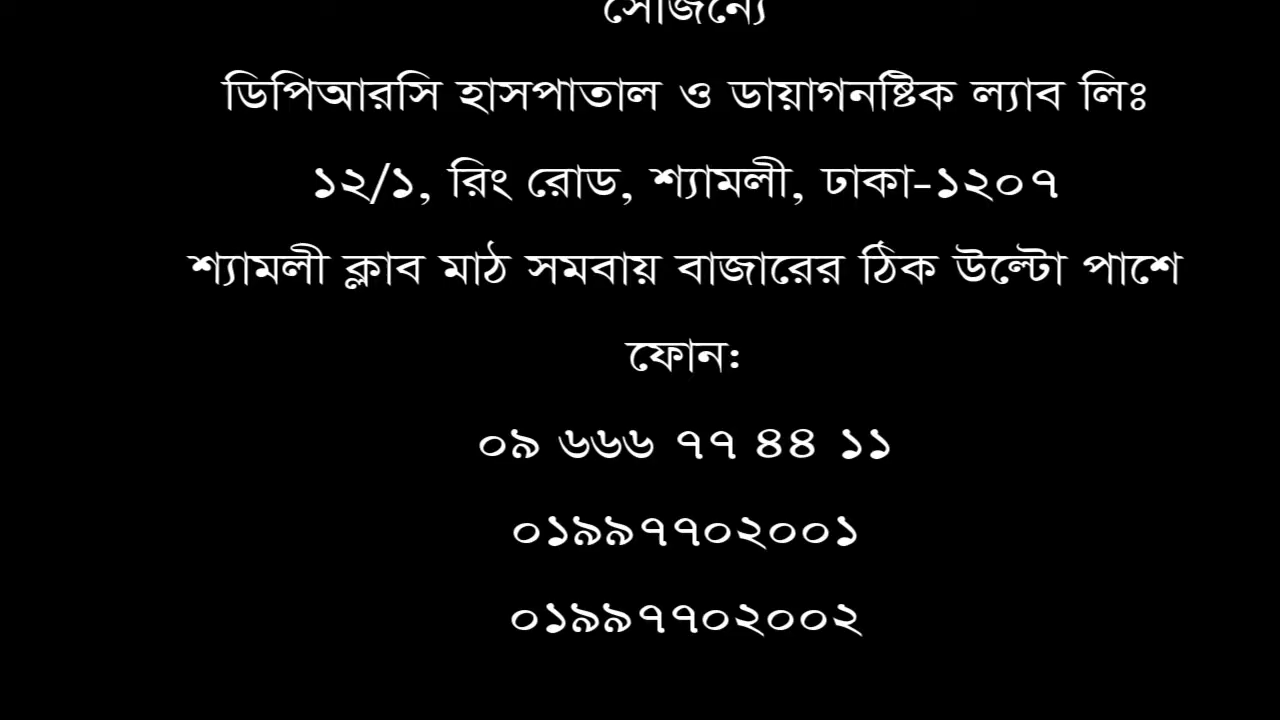 সৌজন্যে
ডিপিআরসি হাসপাতাল ও ডায়াগনষ্টিক ল্যাব লিঃ
১২/১, রিং রোড, শ্যামলী, ঢাকা-১২০৭
শ্যামলী ক্লাব মাঠ সমবায় বাজারের ঠিক উল্টো পাশে
ফোন:
০৯ ৬৬৬ ৭৭ ৪৪ ১১
০১৯৯৭৭০২০০১
০১৯৯৭৭০২০০২